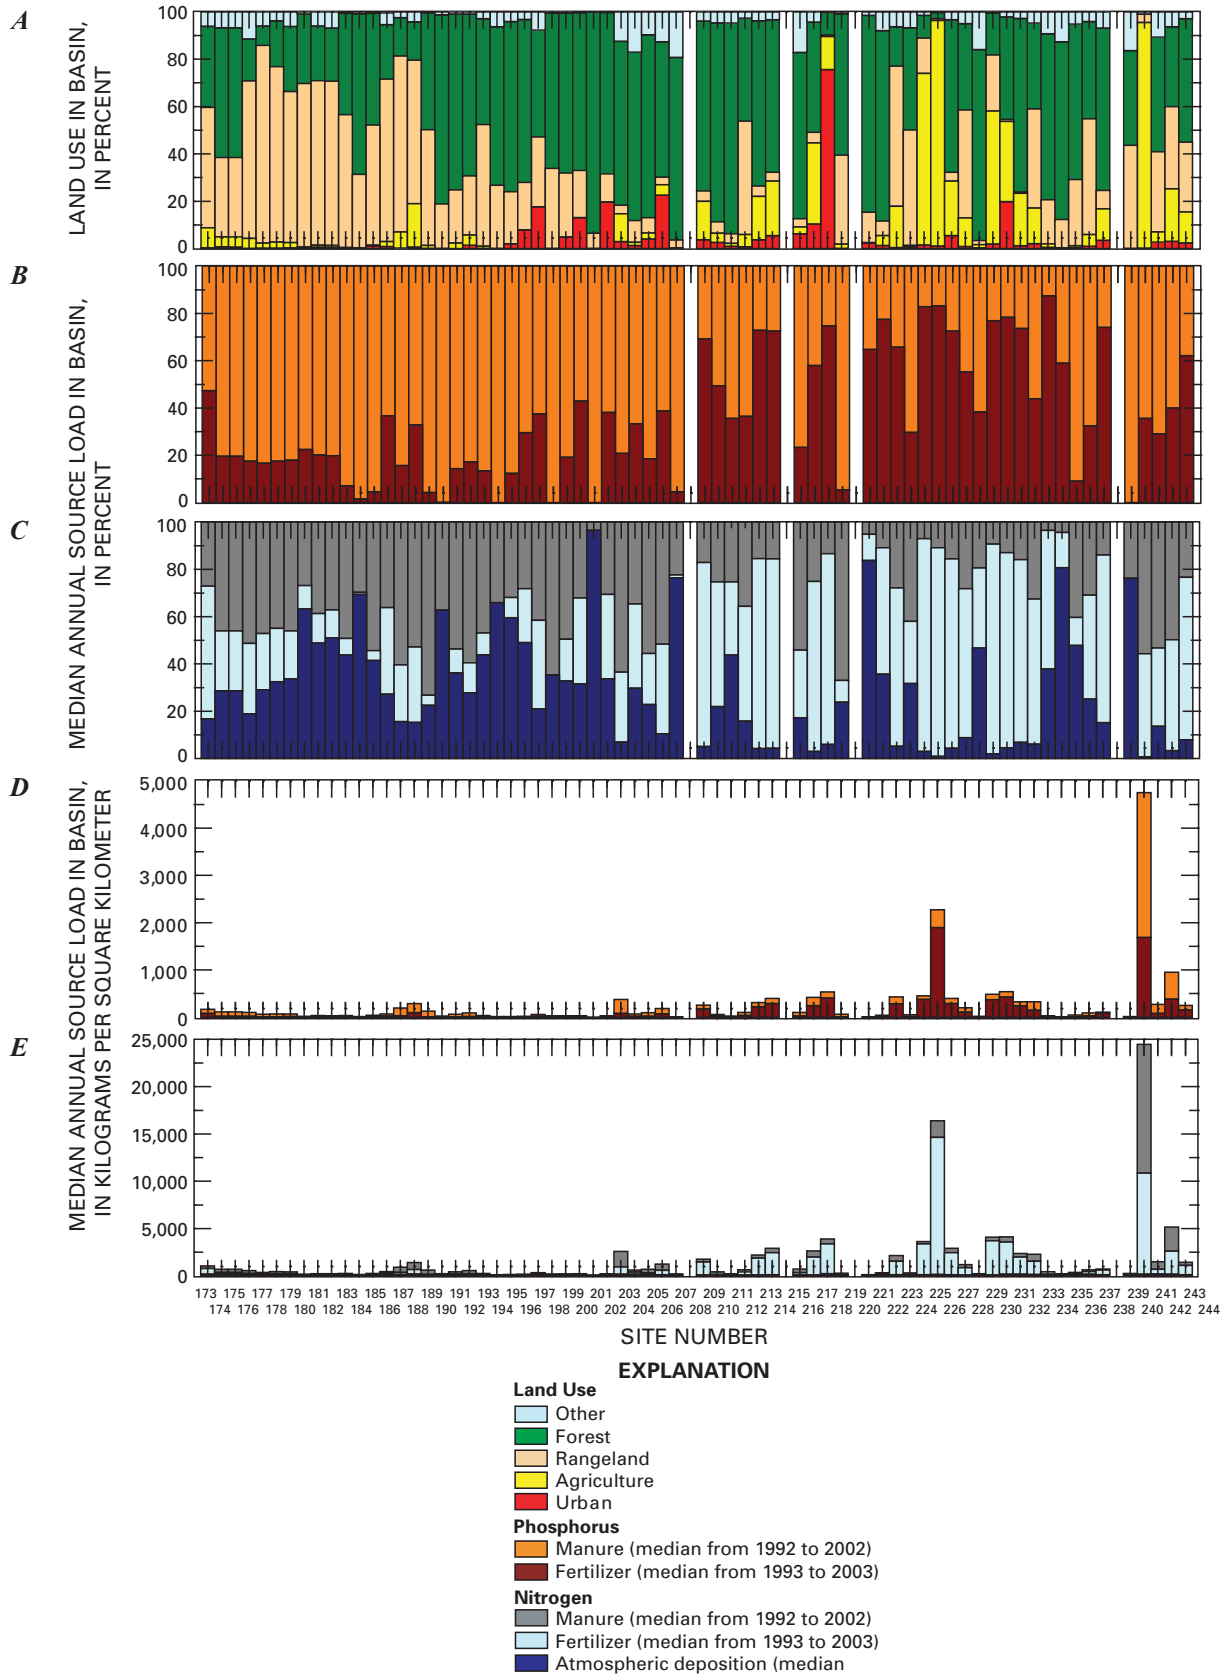 A
LAND USE IN BASIN,
IN PERCENT
100
80
60
40
20
0
B
100
80
60
40
20
0
MEDIAN ANNUAL SOURCE LOAD IN BASIN,
IN PERCENT
C
100
80
60
40
20
0
D
5,000
4,000
3,000
2,000
1,000
0
MEDIAN ANNUAL SOURCE LOAD IN BASIN,
IN KILOGRAMS PER SQUARE KILOMETER
E
25,000
20,000
15,000
10,000
5,000
0
173 175 177 179 181 183 185 187 189 191 193 195 197 199 201 203 205 207 208 210 212 214 215 217 219 221 223 225 227 229 231 233 235 237 239 241 243
174 176 178 180 182 184 186 188 190 192 194 196 198 200 202 204 206 208 209 211 213 215 216 218 220 222 224 226 228 230 232 234 236 238 240 242 244
SITE NUMBER
EXPLANATION
Land Use
Other
Forest
Rangeland
Agriculture
Urban
Phosphorus
Manure (median from 1992 to 2002)
Fertilizer (median from 1993 to 2003)
Nitrogen
Manure (median from 1992 to 2002)
Fertilizer (median from 1993 to 2003)
Atmospheric deposition (median